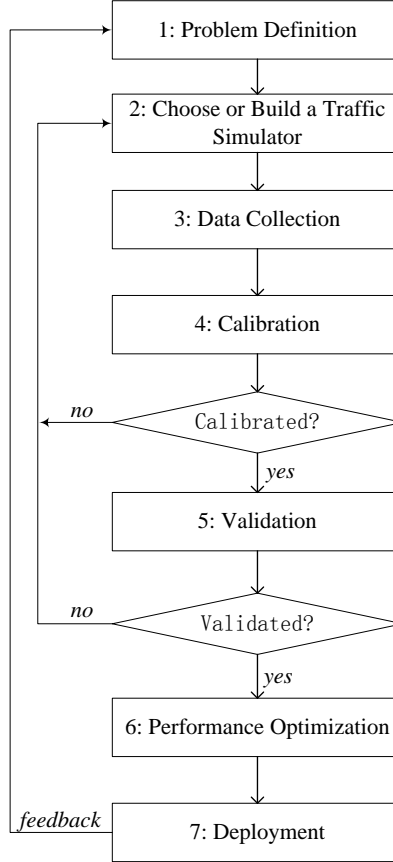 1: Problem Definition
2: Choose or Build a Traffic
Simulator
3: Data Collection
4: Calibration
no
Calibrated?
yes
5: Validation
no
Validated?
yes
6: Performance Optimization
feedback
7: Deployment